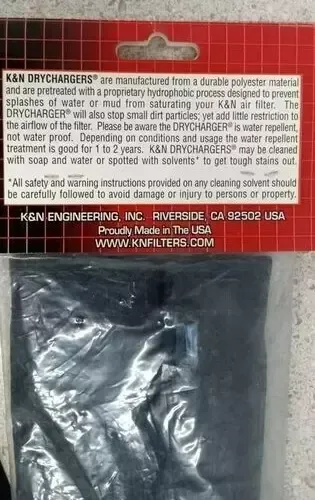 K&N DRYCHARGERS® are manufactured from a durable polyester material
and are pretreated with a proprietary hydrophobic process designed to prevent
splashes of water or mud from saturating your K&N air filter. The
DRYCHARGER® will also stop small dirt particles; yet add little restriction to
the airflow of the filter. Please be aware the DRYCHARGER® is water repellent,
not water proof. Depending on conditions and usage the water repellent
treatment is good for 1 to 2 years. K&N DRYCHARGERS® may be cleaned
with soap and water or spotted with solvents* to get tough stains out.
*All safety and warning instructions provided on any cleaning solvent should
be carefully followed to avoid damage or injury to persons or property.
K&N ENGINEERING, INC. RIVERSIDE, CA 92502 USA
Proudly Made in The USA
WWW.KNFILTERS.COM